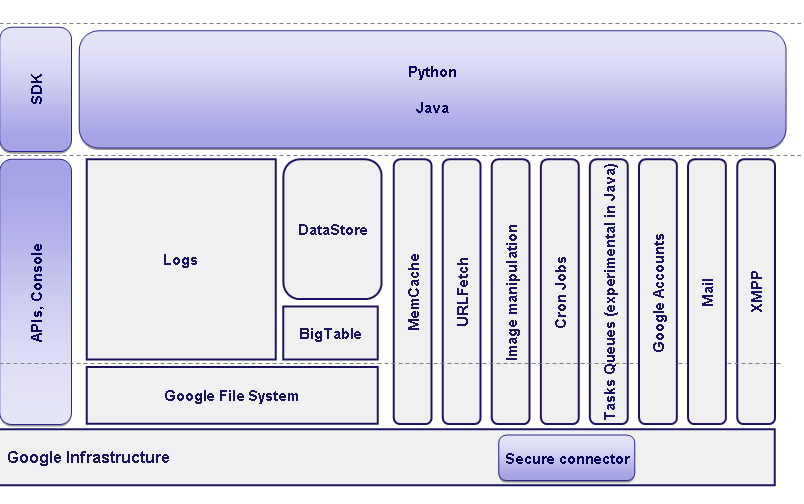 SDK
Python
Java
APIs, Console
Logs
DataStore
BigTable
Google File System
MemCache
URLFetch
Image manipulation
Cron Jobs
Tasks Queues (experimental in Java)
Google Accounts
Mail
XMPP
Google Infrastructure
Secure connector